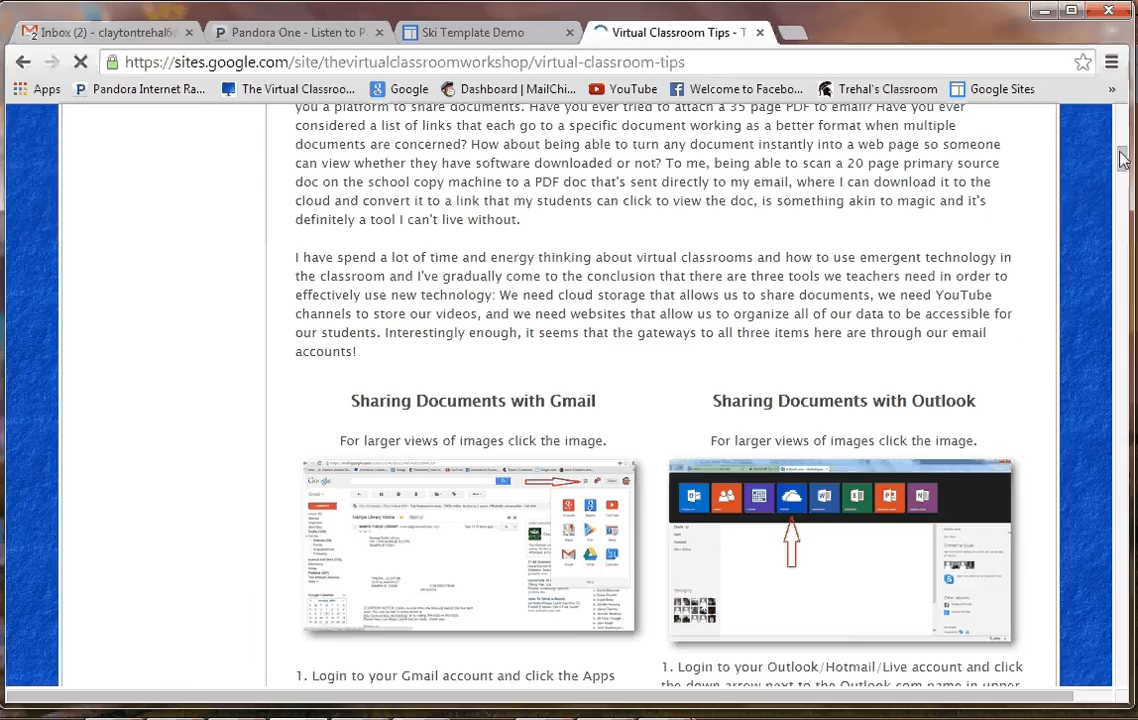 Inbox (2) - claytontrehal6
Pandora One - Listen to P
Ski Template Demo
Virtual Classroom Tips - T
https://sites.google.com/site/thevirtualclassroomworkshop/virtual-classroom-tips
Apps
Pandora Internet Ra...
The Virtual Classroo...
Google
Dashboard | MailChi...
YouTube
Welcome to Facebo...
Trehal's Classroom
Google Sites
»
you a platform to share documents. Have you ever tried to attach a 35 page PDF to email? Have you ever
considered a list of links that each go to a specific document working as a better format when multiple
documents are concerned? How about being able to turn any document instantly into a web page so someone
can view whether they have software downloaded or not? To me, being able to scan a 20 page primary source
doc on the school copy machine to a PDF doc that's sent directly to my email, where I can download it to the
cloud and convert it to a link that my students can click to view the doc, is something akin to magic and it's
definitely a tool I can't live without.
I have spend a lot of time and energy thinking about virtual classrooms and how to use emergent technology in
the classroom and I've gradually come to the conclusion that there are three tools we teachers need in order to
effectively use new technology: We need cloud storage that allows us to share documents, we need YouTube
channels to store our videos, and we need websites that allow us to organize all of our data to be accessible for
our students. Interestingly enough, it seems that the gateways to all three items here are through our email
accounts!
Sharing Documents with Gmail
For larger views of images click the image.
Google
1. Login to your Gmail account and click the Apps
Sharing Documents with Outlook
For larger views of images click the image.
1. Login to your Outlook/Hotmail/Live account and click
the down arrow next to the Outlook.com name in upper